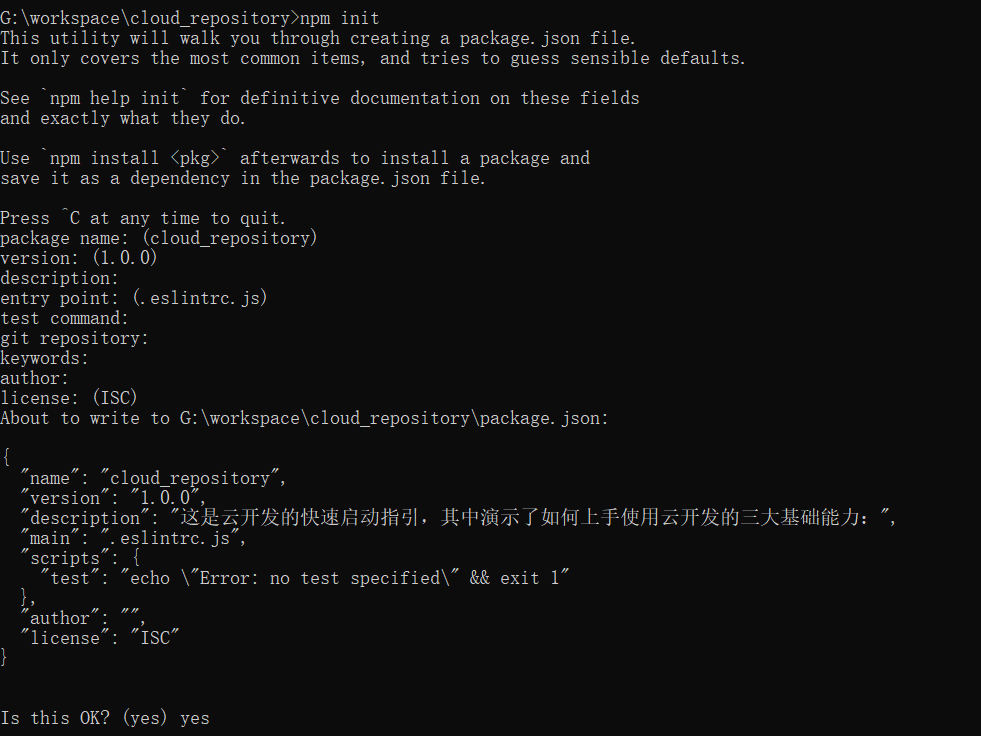 G:\workspace\cloud_repository>npm init
This utility will walk you through creating a package.json file.
It only covers the most common items, and tries to guess sensible defaults.
See `npm help init` for definitive documentation on these fields
and exactly what they do.
Use `npm install <pkg>` afterwards to install a package and
save it as a dependency in the package.json file.
Press ^C at any time to quit.
package name: (cloud_repository)
version: (1.0.0)
description:
entry point: (.eslintrc.js)
test command:
git repository:
keywords:
author:
license: (ISC)
About to write to G:\workspace\cloud_repository\package.json:
{
  "name": "cloud_repository",
  "version": "1.0.0",
  "description": "这是云开发的快速启动指引，其中演示了如何上手使用云开发的三大基础能力：",
  "main": ".eslintrc.js",
  "scripts": {
    "test": "echo \"Error: no test specified\" && exit 1"
  },
  "author": "",
  "license": "ISC"
}
Is this OK? (yes) yes